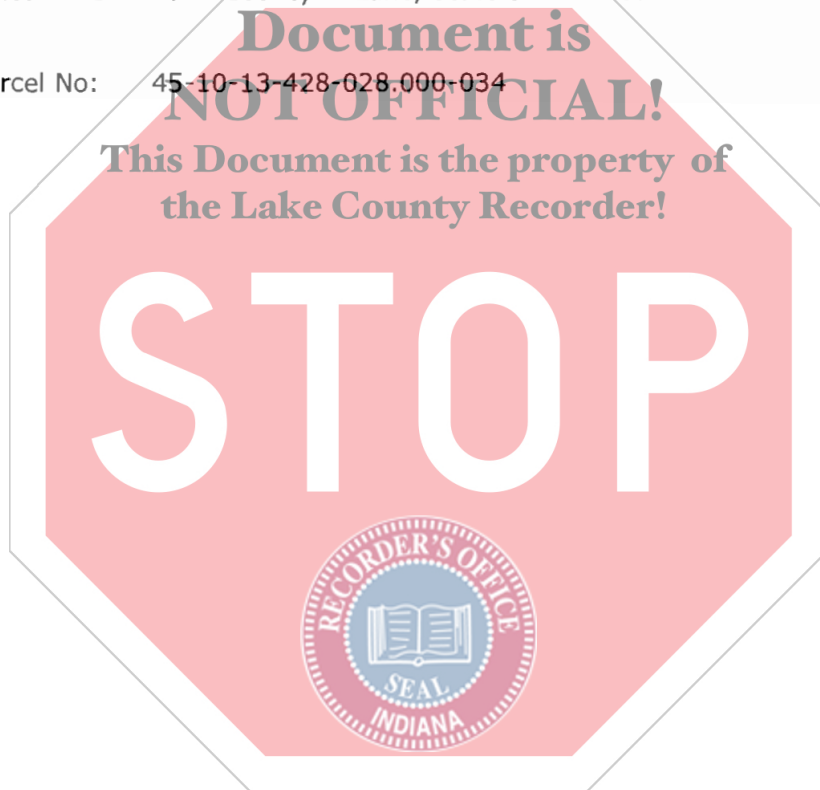 Document is
rcel No: 45-10-13-428-028.000-034
NOT OFFICIAL!
This Document is the property of
the Lake County Recorder!
STOP
RECORDER'S OFFICE
SEAL
INDIANA